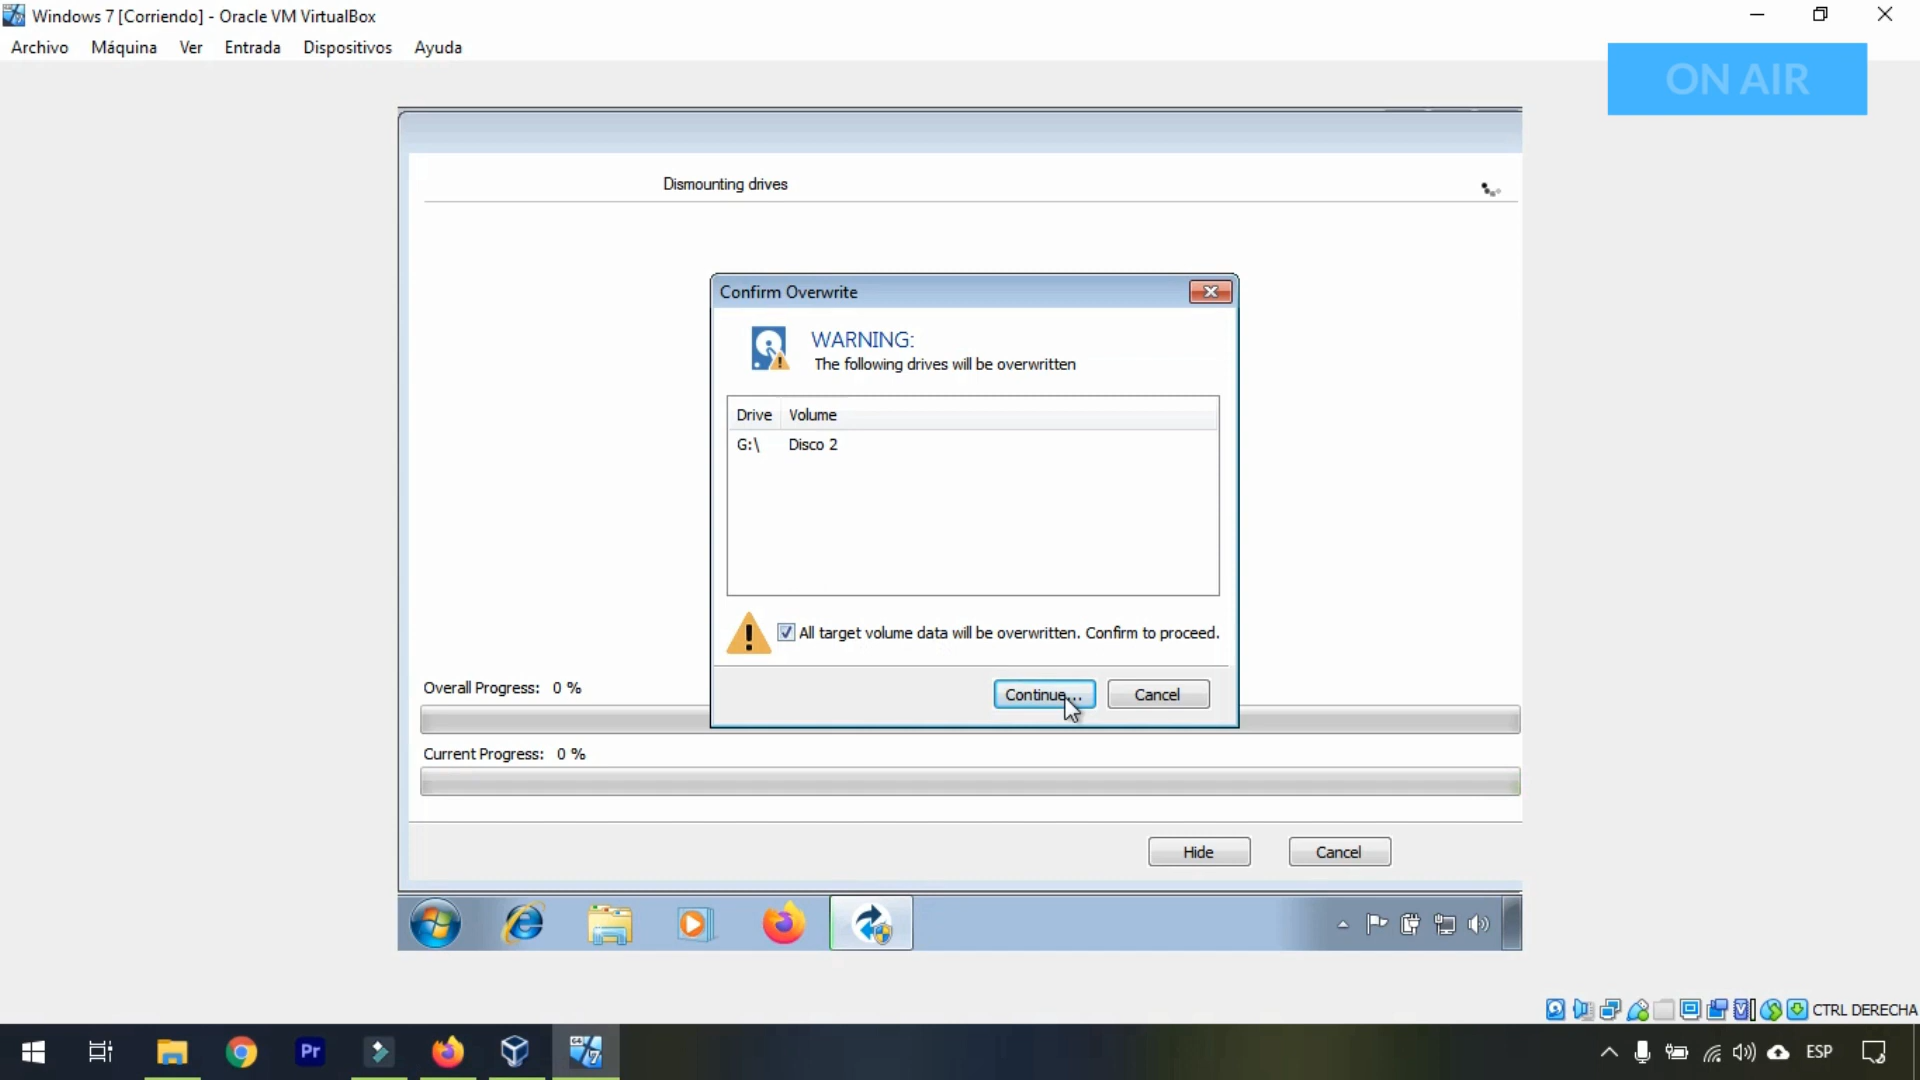 Windows 7 [Corriendo] - Oracle VM VirtualBox
Archivo Máquina Ver Entrada Dispositivos Ayuda
ON AIR
Dismounting drives
Confirm Overwrite
WARNING:
The following drives will be overwritten
Drive Volume
G:\ Disco 2
All target volume data will be overwritten. Confirm to proceed.
Continue...
Cancel
Overall Progress: 0 %
Current Progress: 0 %
Hide
Cancel
CTRL DERECHA
Pr
64
7
ESP